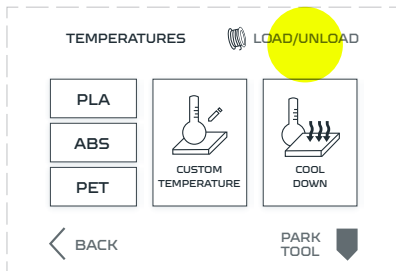 TEMPERATURES
LOAD/UNLOAD
PLA
ABS
PET
CUSTOM
TEMPERATURE
COOL
DOWN
BACK
PARK
TOOL